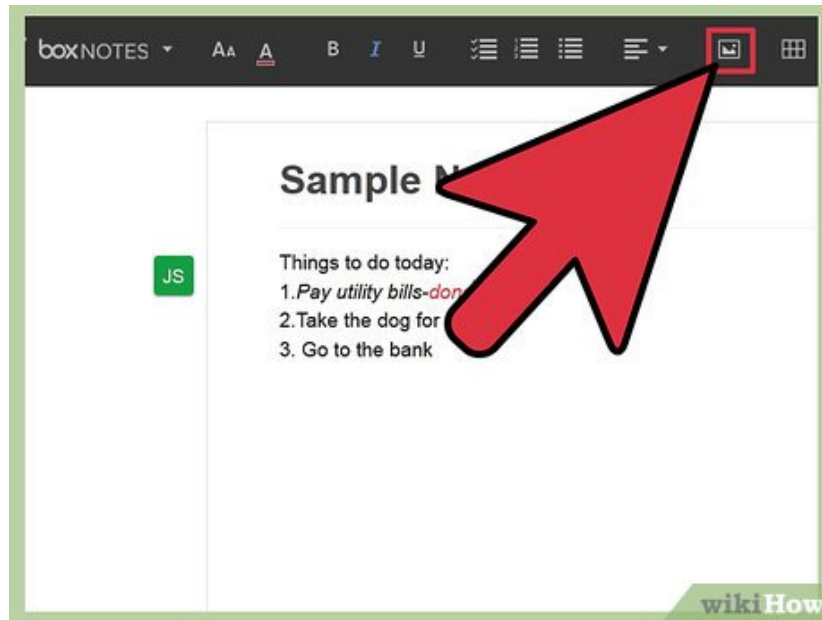 boxNOTES
AA A B I U
Sample
JS
Things to do today:
1.Pay utility bills-
2.Take the dog for
3. Go to the bank
wikiHow